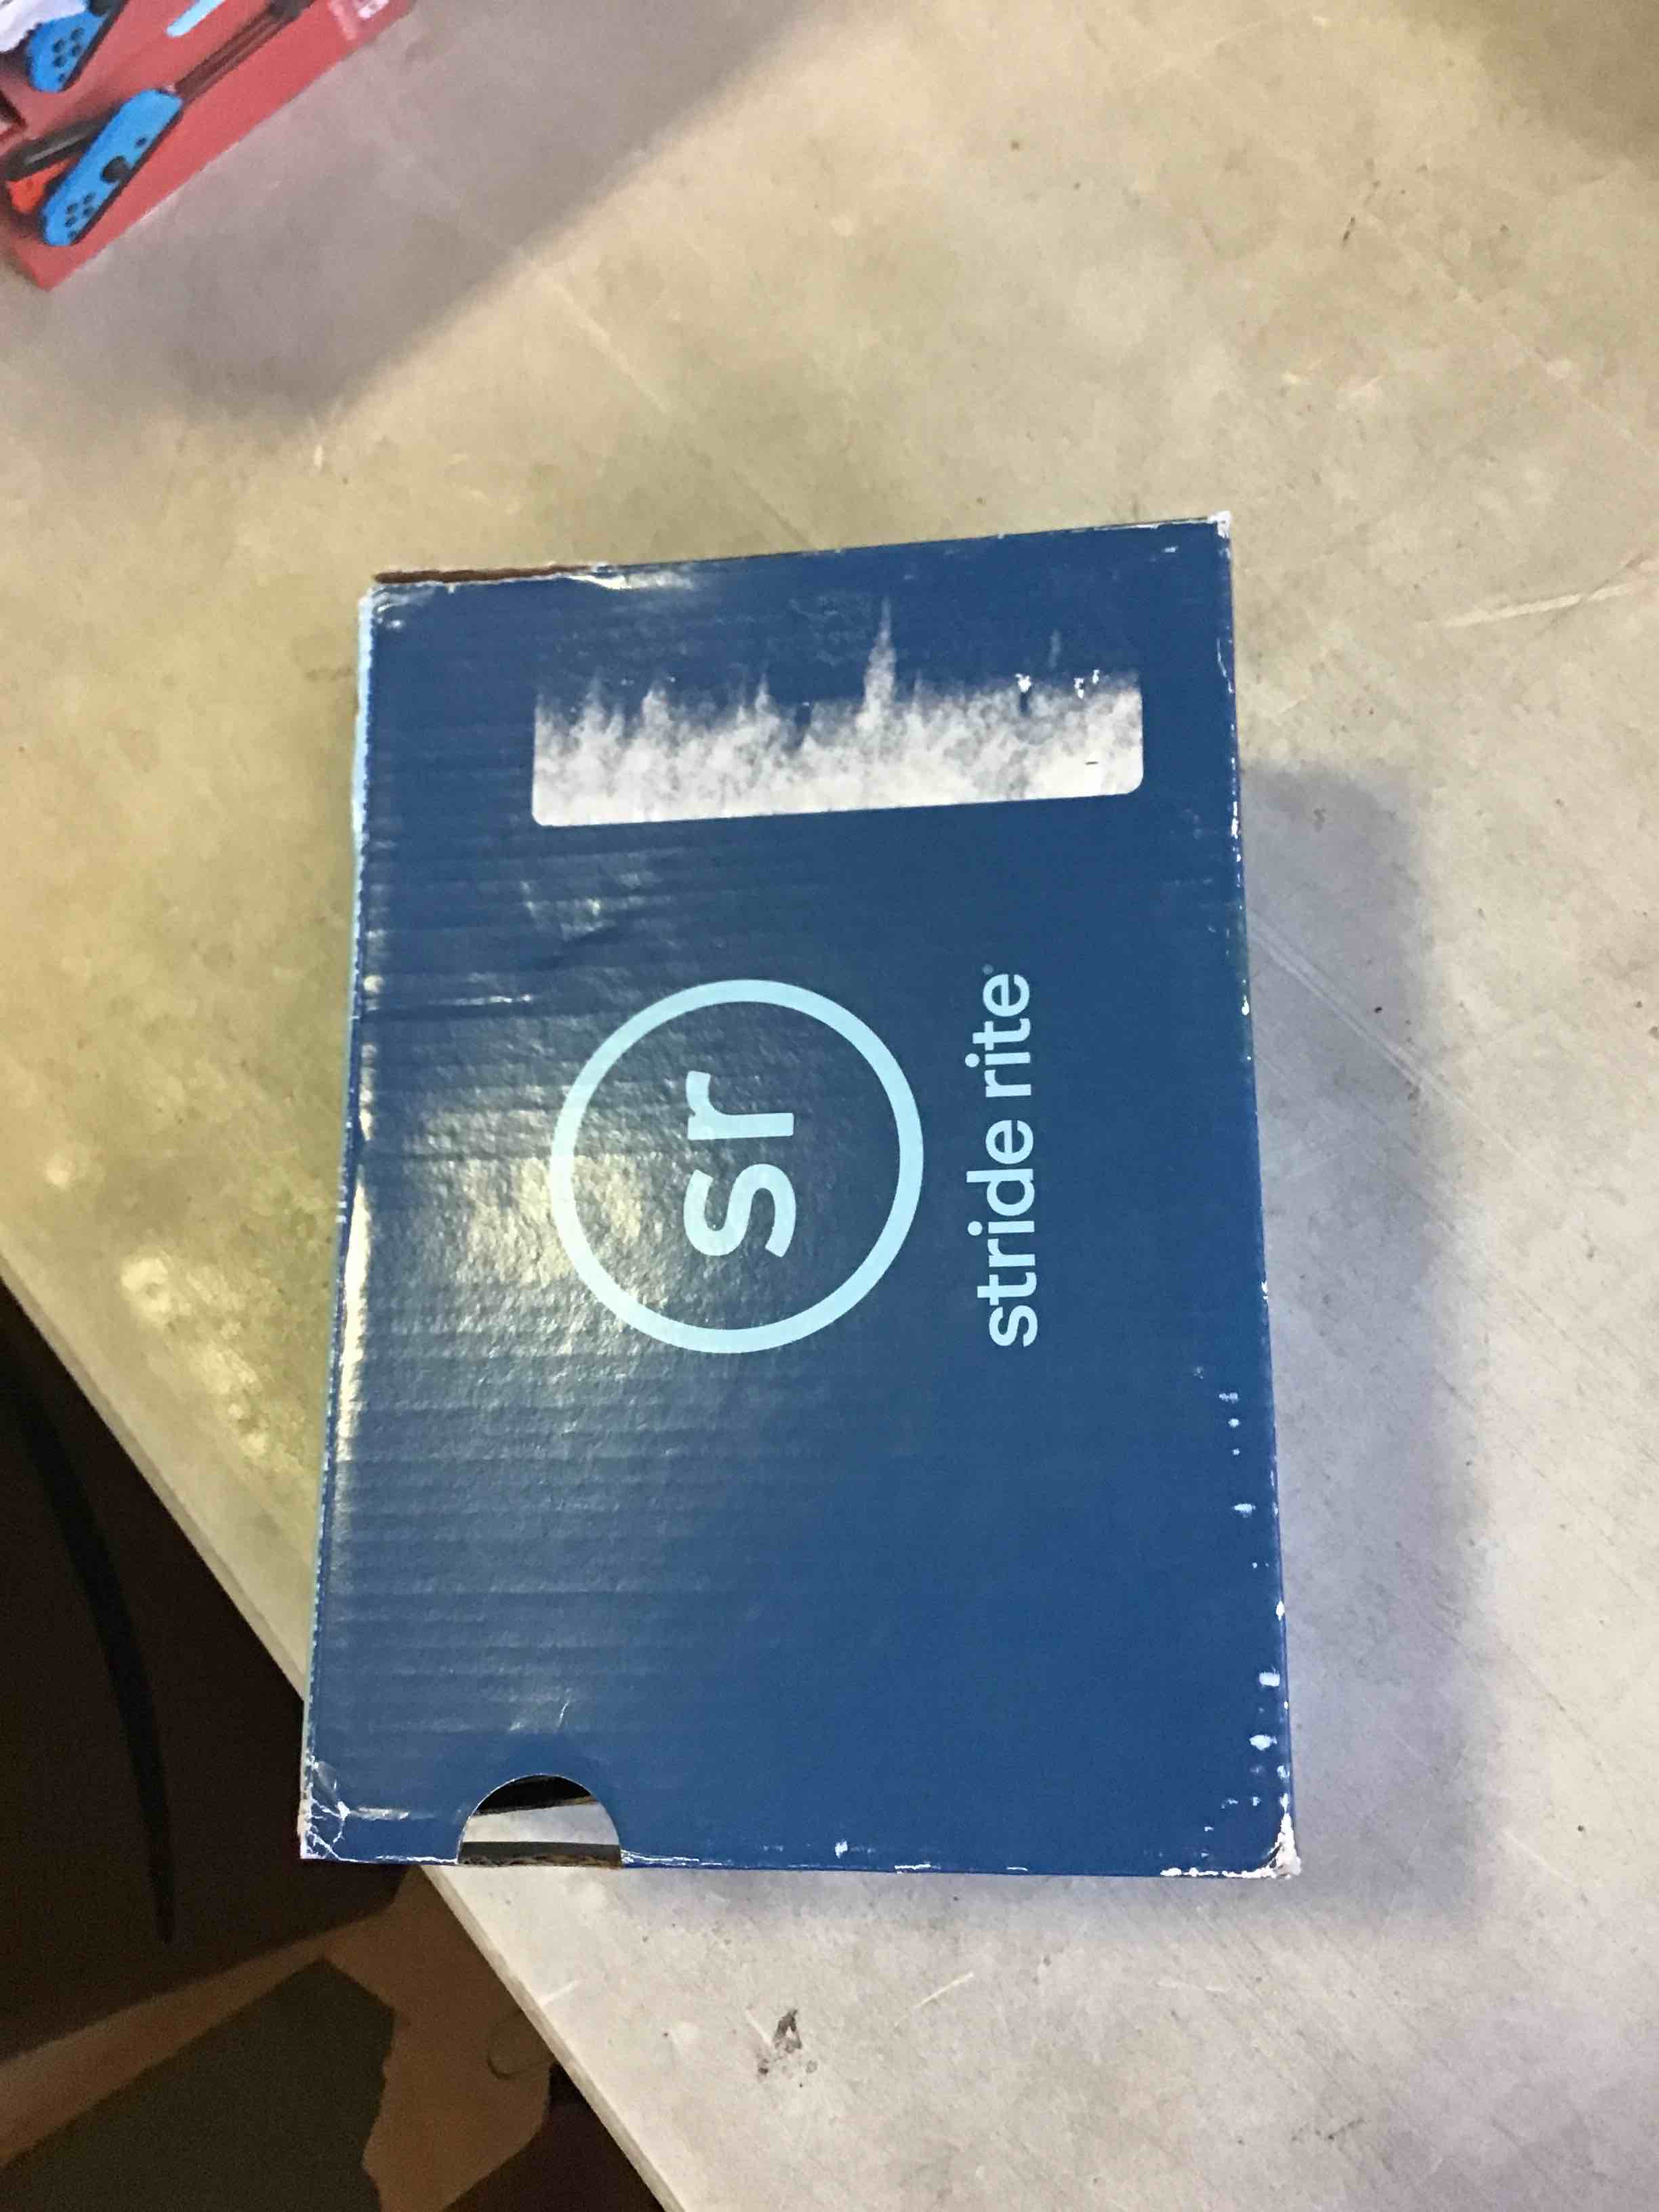 sr
stride rite